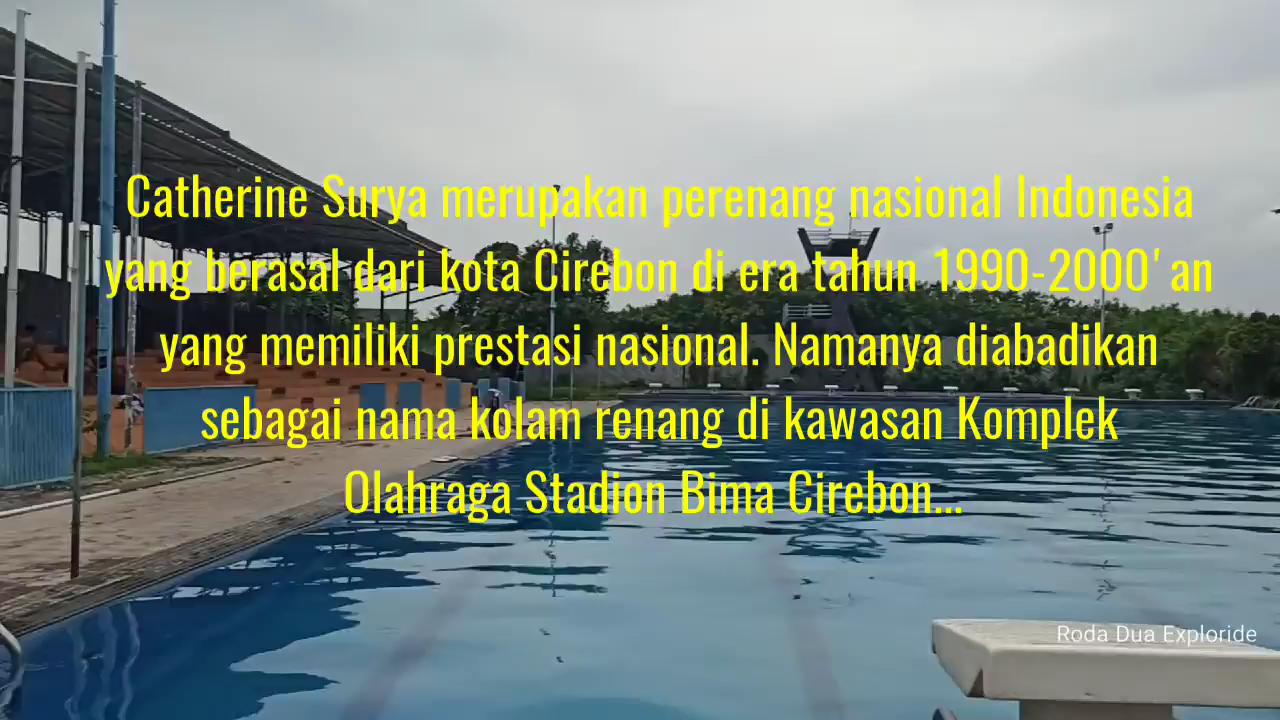 Catherine Surya merupakan perenang nasional Indonesia
yang berasal dari kota Cirebon di era tahun 1990-2000'an
yang memiliki prestasi nasional. Namanya diabadikan
sebagai nama kolam renang di kawasan Komplek
Olahraga Stadion Bima Cirebon...
Roda Dua Exploride